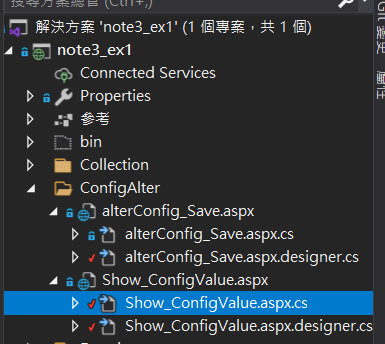 搜尋方案總管 (Ctrl+;)
解決方案 'note3_ex1' (1 個專案，共 1 個)
note3_ex1
Connected Services
Properties
參考
bin
Collection
ConfigAlter
alterConfig_Save.aspx
alterConfig_Save.aspx.cs
alterConfig_Save.aspx.designer.cs
Show_ConfigValue.aspx
Show_ConfigValue.aspx.cs
Show_ConfigValue.aspx.designer.cs
屬性